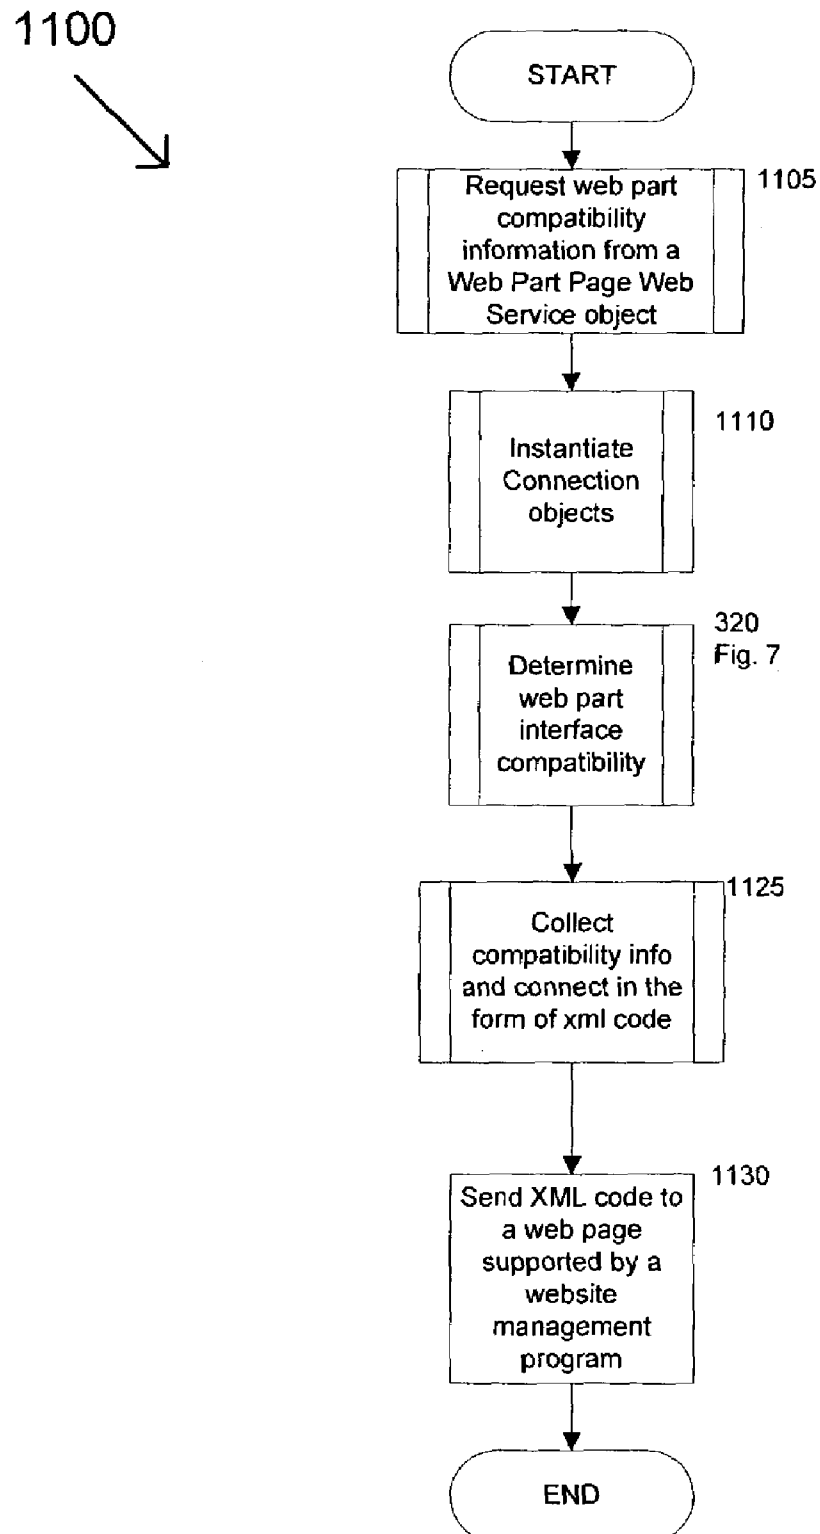 1100
START
1105
Request web part
compatibility
information from a
Web Part Page Web
Service object
1110
Instantiate
Connection
objects
320
Fig. 7
Determine
web part
interface
compatibility
1125
Collect
compatibility info
and connect in the
form of xml code
1130
Send XML code to
a web page
supported by a
website
management
program
END